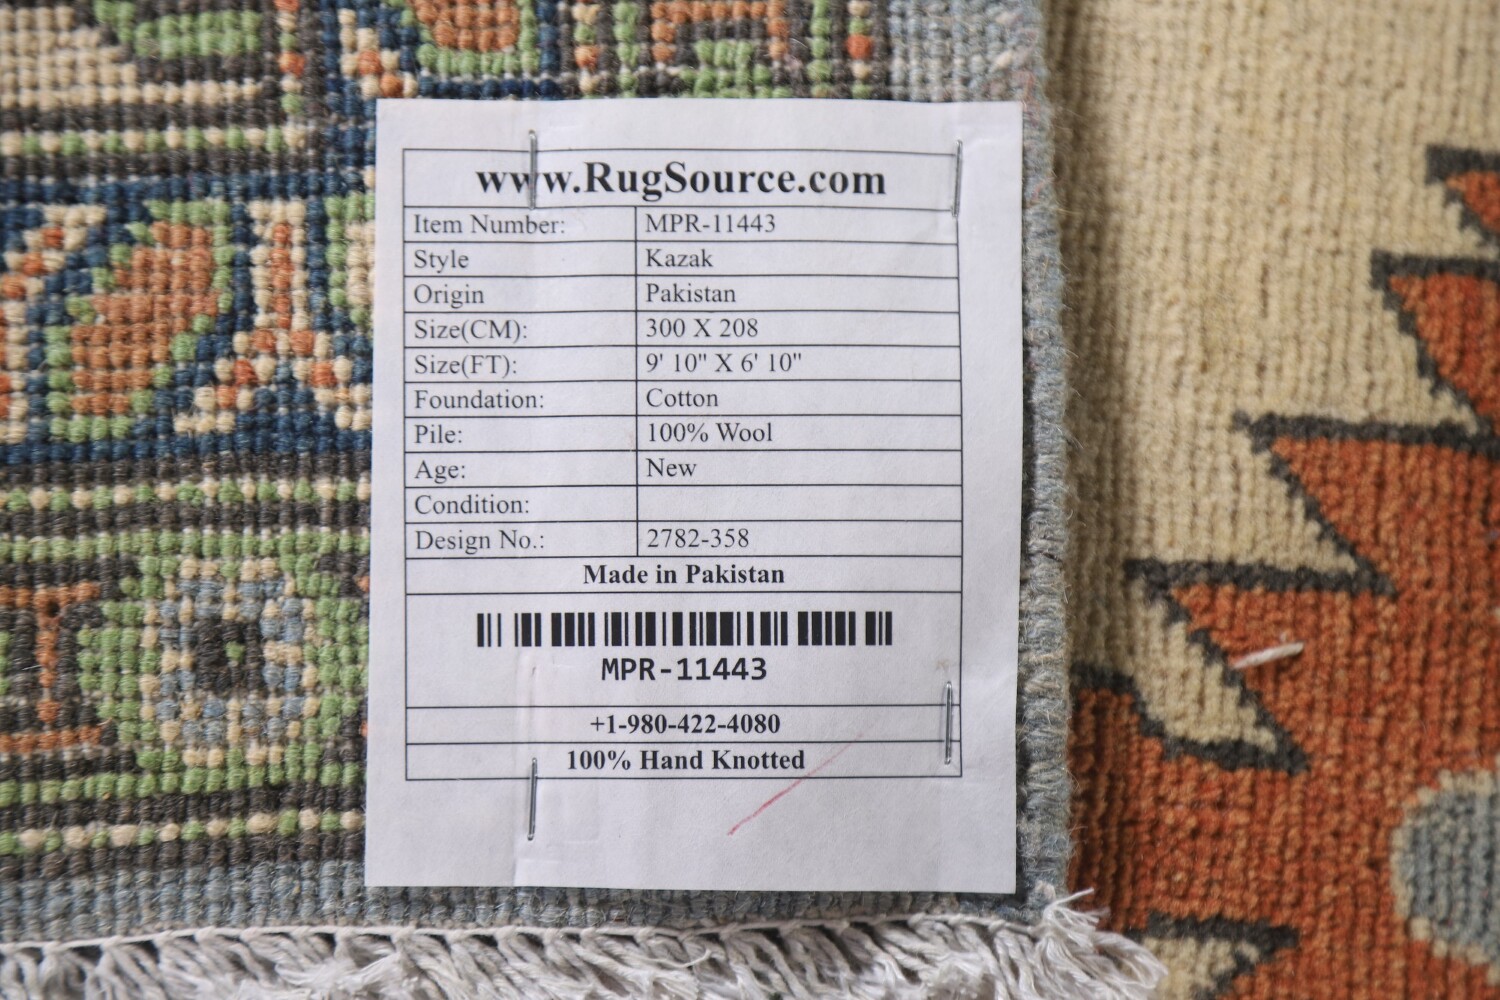 www.RugSource.com
Item Number: MPR-11443
Style Kazak
Origin Pakistan
Size(CM): 300 X 208
Size(FT): 9' 10" X 6' 10"
Foundation: Cotton
Pile: 100% Wool
Age: New
Condition:
Design No.: 2782-358
Made in Pakistan
MPR-11443
+1-980-422-4080
100% Hand Knotted